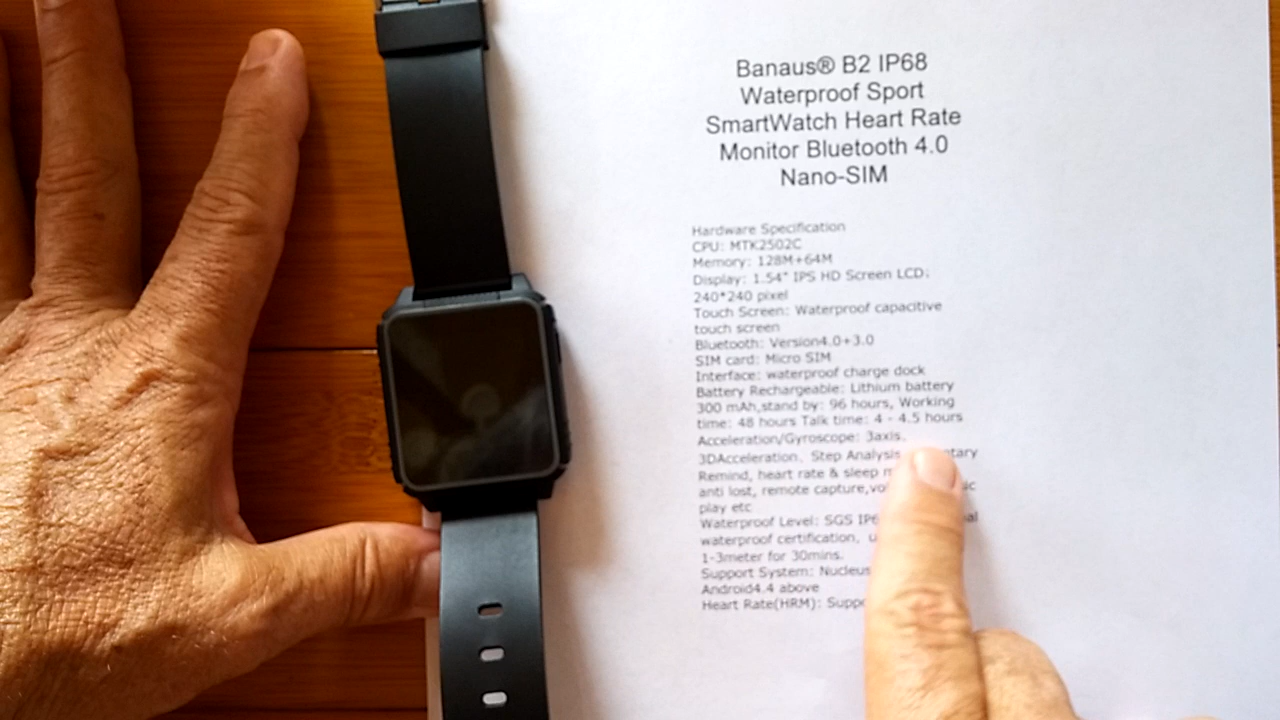 Banaus® B2 IP68
Waterproof Sport
SmartWatch Heart Rate
Monitor Bluetooth 4.0
Nano-SIM
Hardware Specification
CPU: MTK2502C
Memory: 128M+64M
Display: 1.54" IPS HD Screen LCD;
240*240 pixel
Touch Screen: Waterproof capacitive
touch screen
Bluetooth: Version4.0+3.0
SIM card: Micro SIM
Interface: waterproof charge dock
Battery Rechargeable: Lithium battery
300 mAh,stand by: 96 hours, Working
time: 48 hours Talk time: 4 - 4.5 hours
Acceleration/Gyroscope: 3axis.
3DAcceleration, Step Analysis
Remind, heart rate & sleep
anti lost, remote capture,
play etc
Waterproof Level: SGS
waterproof certification,
1-3meter for 30mins.
Support System: Nucleus
Android4.4 above
Heart Rate(HRM):